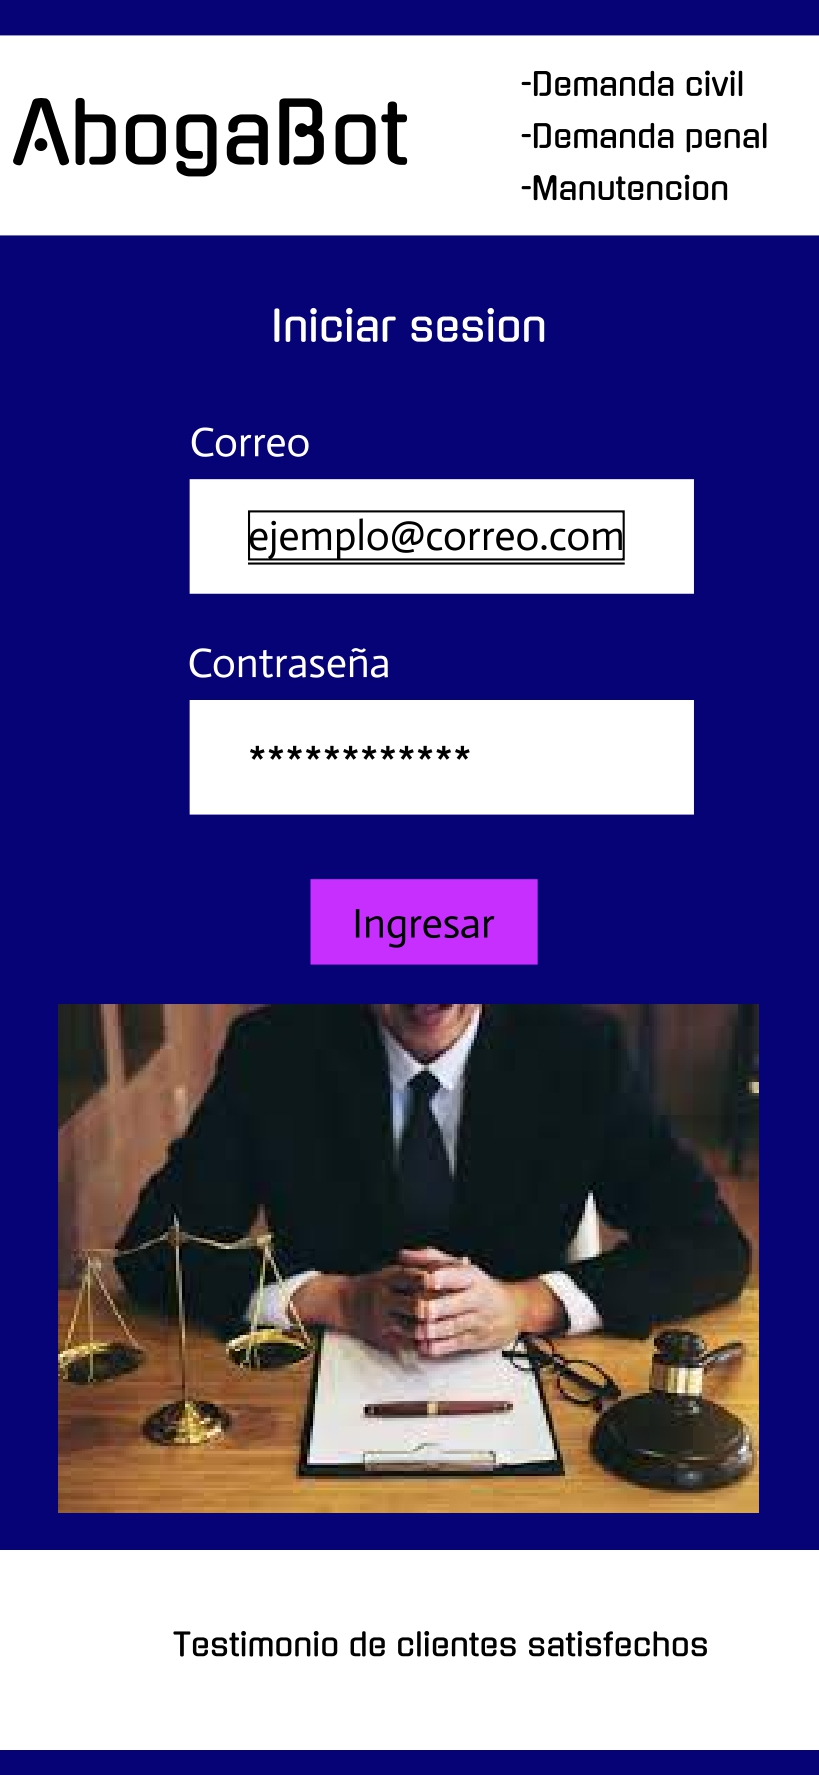 AbogaBot
-Demanda civil
-Demanda penal
-Manutencion
Iniciar sesion
Correo
ejemplo@correo.com
Contraseña
************
Ingresar
Testimonio de clientes satisfechos